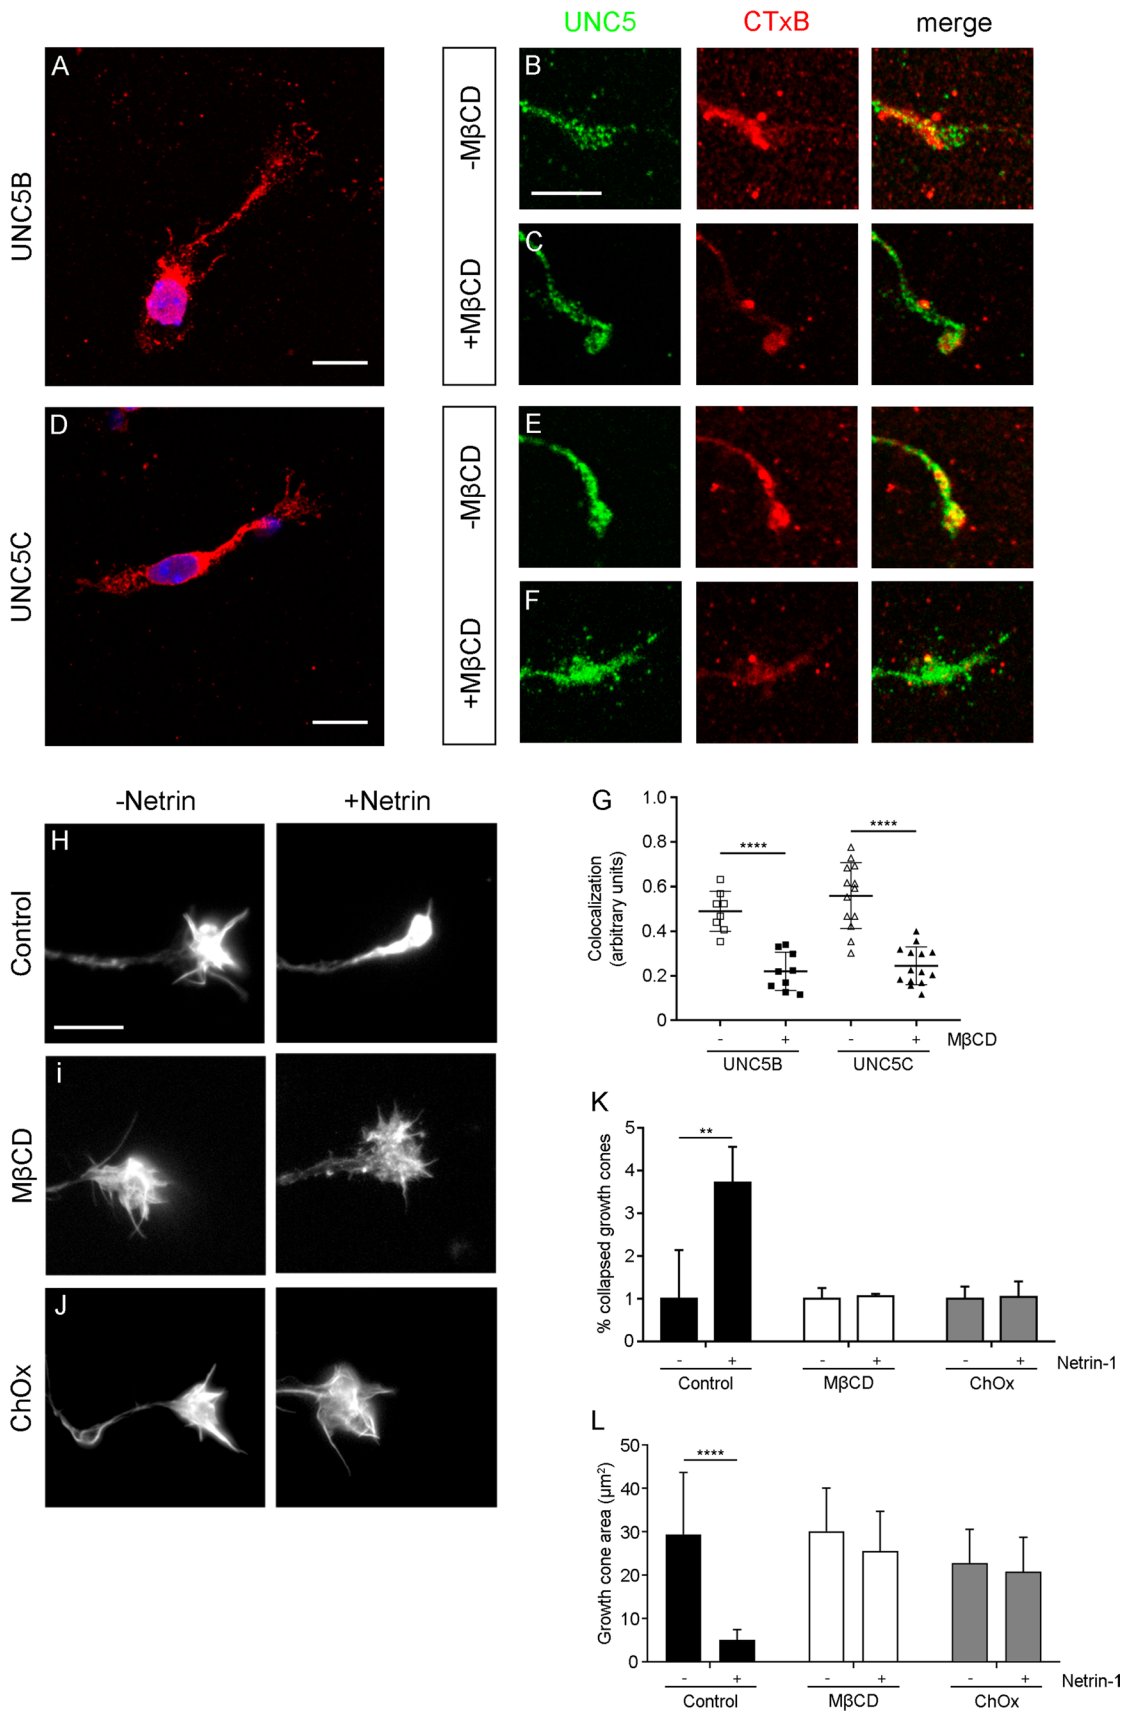 UNC5 CTxB merge
A
UNC5B
-MβCD
B
+MβCD
C
D
UNC5C
-MβCD
E
+MβCD
F
-Netrin +Netrin
H
Control
i
MβCD
J
ChOx
G
Colocalization
(arbitrary units)
1.0
0.8
0.6
0.4
0.2
0
**** ****
- + - + MβCD
UNC5B UNC5C
K
% collapsed growth cones
5
4
3
2
1
0
**
- + - + - + Netrin-1
Control MβCD ChOx
L
Growth cone area (µm²)
50
40
30
20
10
0
****
- + - + - + Netrin-1
Control MβCD ChOx